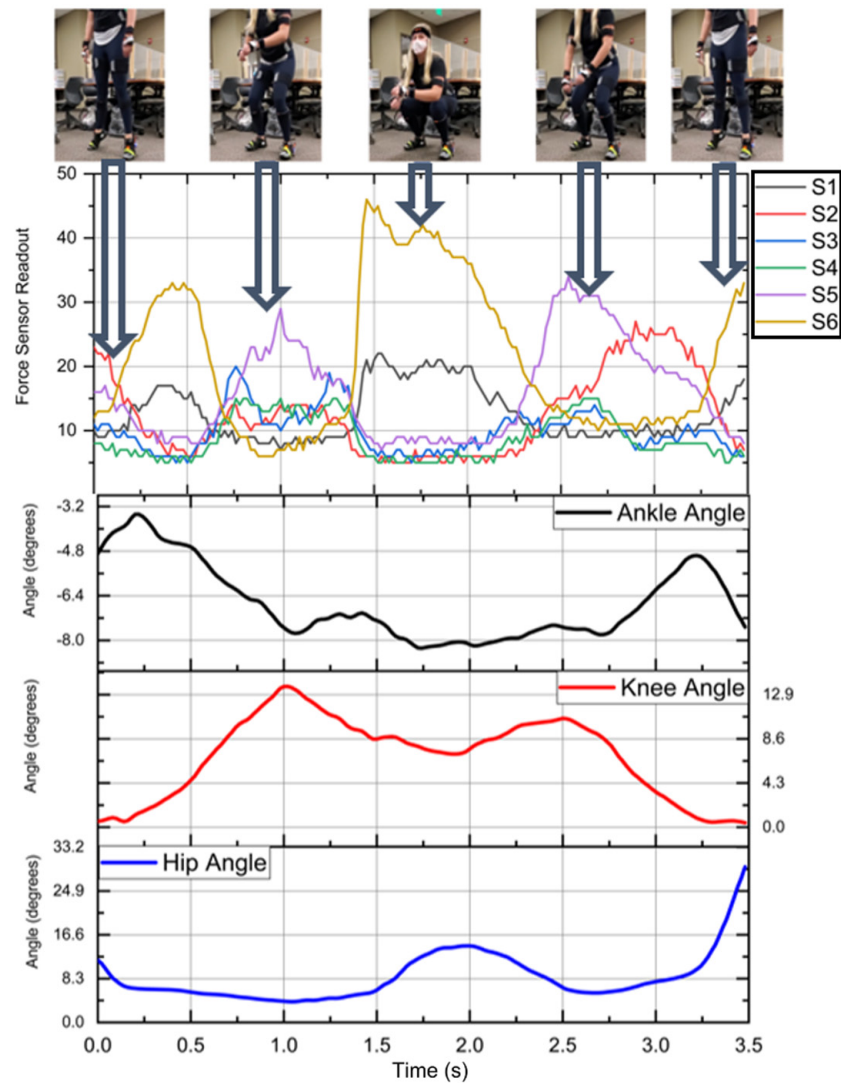 50
40
30
20
10
Force Sensor Readout
S1
S2
S3
S4
S5
S6
-3.2
-4.8
-6.4
-8.0
Angle (degrees)
Ankle Angle
Knee Angle
Angle (degrees)
12.9
8.6
4.3
0.0
33.2
24.9
16.6
8.3
0.0
Angle (degrees)
Hip Angle
0.0 0.5 1.0 1.5 2.0 2.5 3.0 3.5
Time (s)